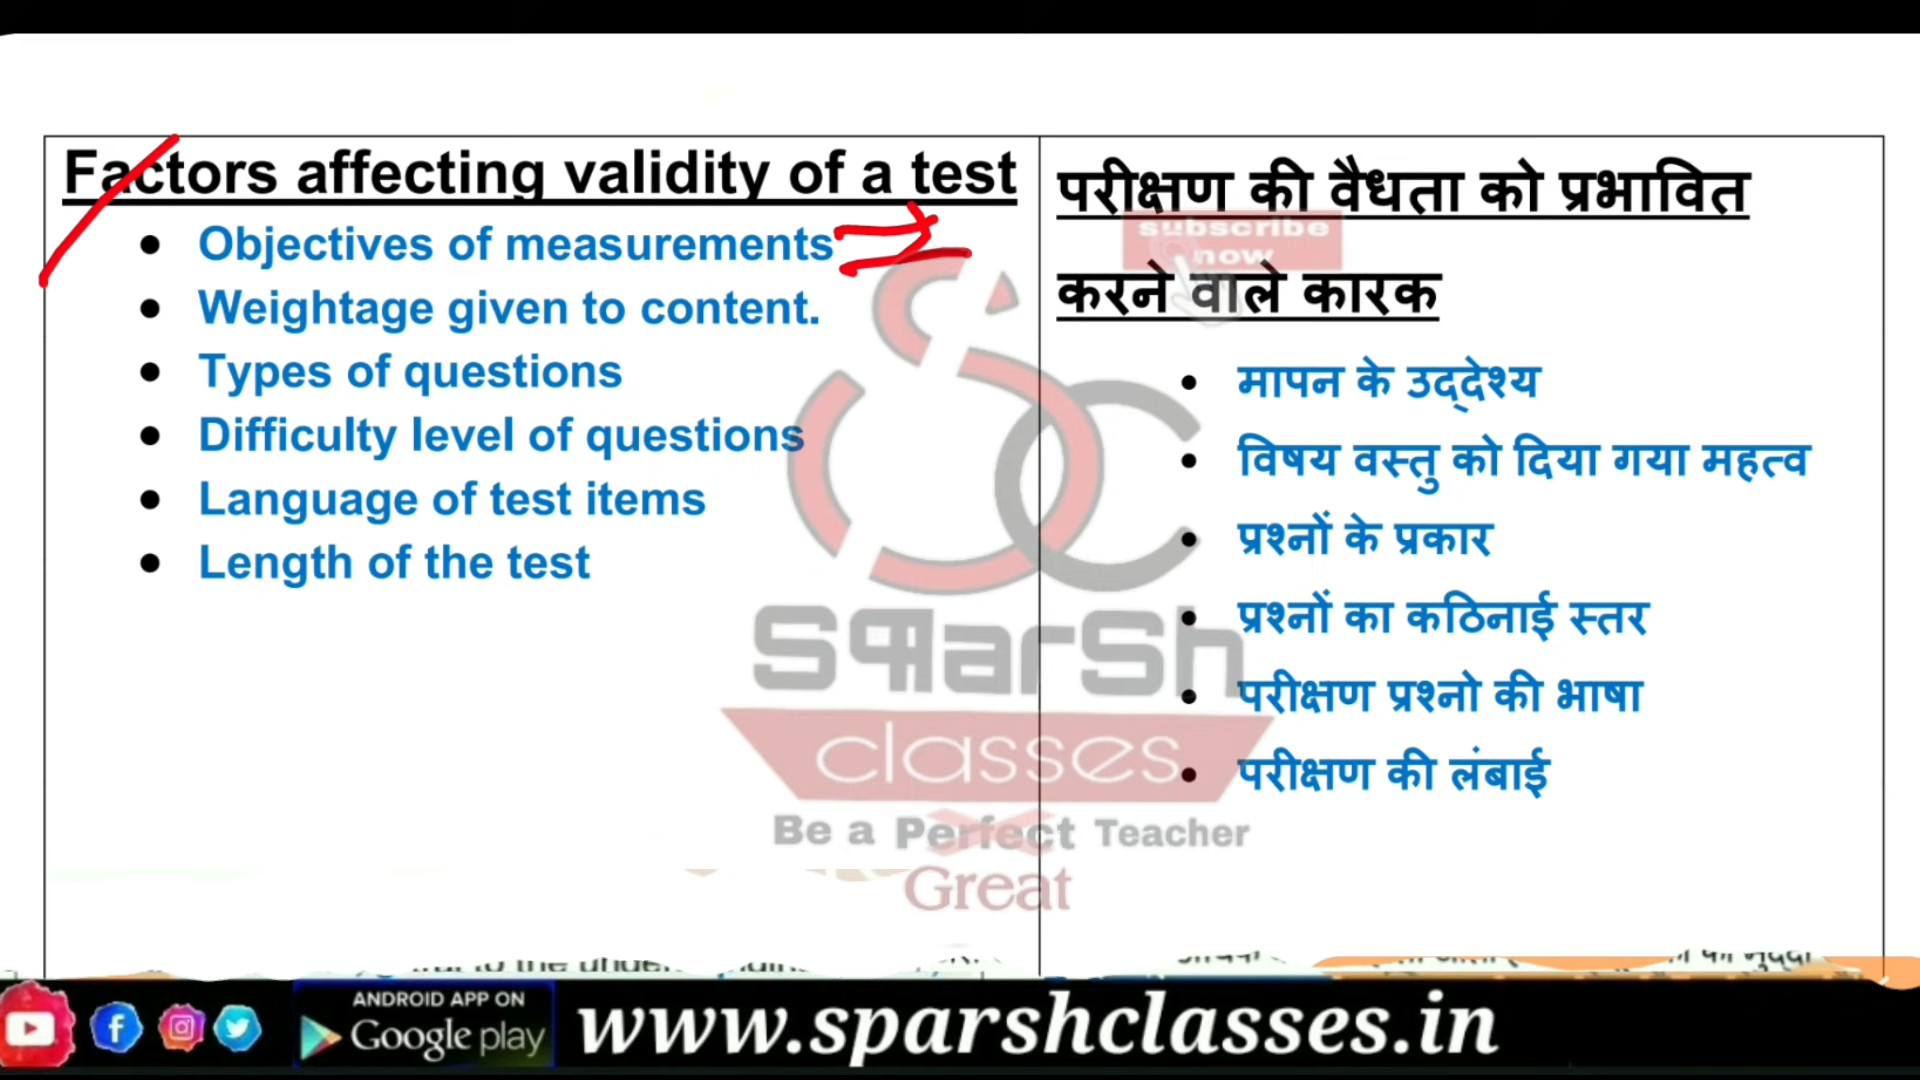 Factors affecting validity of a test
Objectives of measurements
Weightage given to content.
Types of questions
Difficulty level of questions
Language of test items
Length of the test
परीक्षण की वैधता को प्रभावित
करने वाले कारक
मापन के उद्देश्य
विषय वस्तु को दिया गया महत्व
प्रश्नों के प्रकार
प्रश्नों का कठिनाई स्तर
परीक्षण प्रश्नो की भाषा
परीक्षण की लंबाई
subscribe
now
Sपarsh
classes
Be a Perfect Teacher
Great
ANDROID APP ON
Google play
www.sparshclasses.in